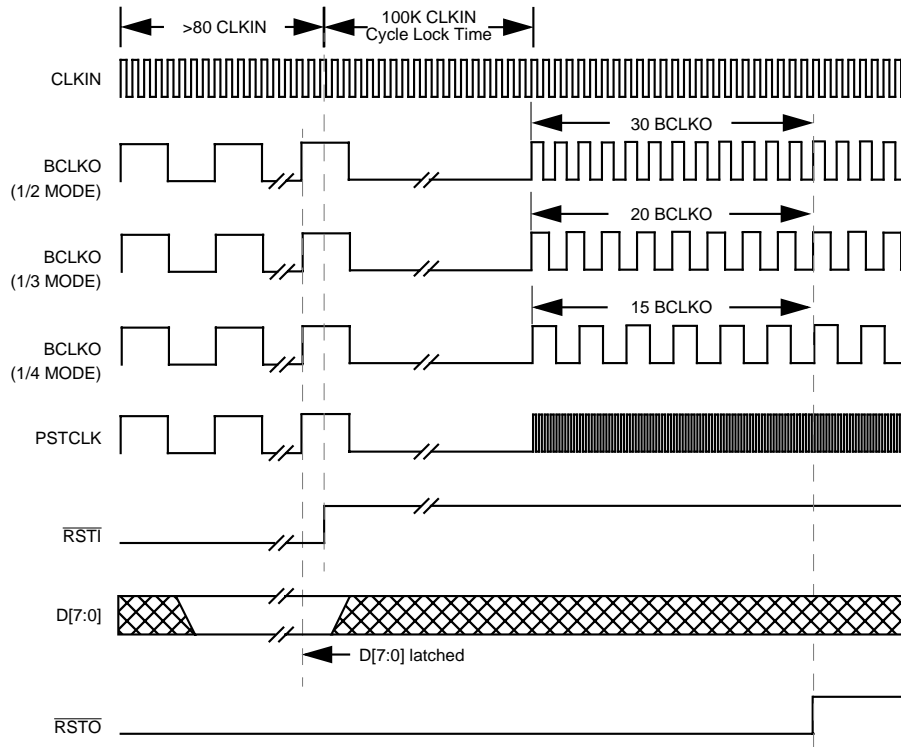 >80 CLKIN
100K CLKIN
Cycle Lock Time
CLKIN
30 BCLKO
BCLKO
(1/2 MODE)
20 BCLKO
BCLKO
(1/3 MODE)
15 BCLKO
BCLKO
(1/4 MODE)
PSTCLK
RSTI
D[7:0]
D[7:0] latched
RSTO